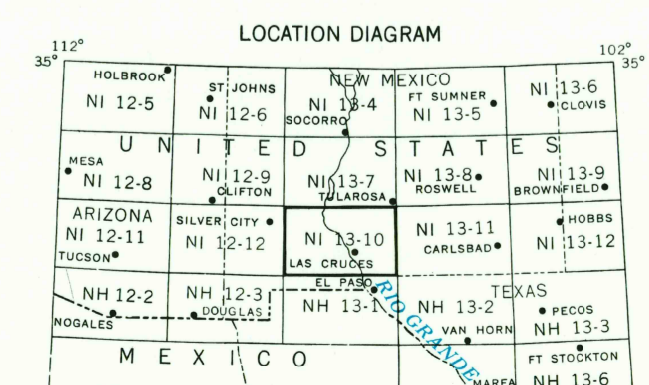 LOCATION DIAGRAM
112°
102°
35°
35°
HOLBROOK
NI 12-5
ST JOHNS
NI 12-6
NEW MEXICO
NI 13-4
SOCORRO
FT SUMNER
NI 13-5
NI 13-6
CLOVIS
UNITED STATES
MESA
NI 12-8
NI 12-9
CLIFTON
NI 13-7
TULAROSA
NI 13-8
ROSWELL
NI 13-9
BROWNFIELD
ARIZONA
NI 12-11
TUCSON
SILVER CITY
NI 12-12
NI 13-10
LAS CRUCES
NI 13-11
CARLSBAD
HOBBS
NI 13-12
NH 12-2
NOGALES
NH 12-3
DOUGLAS
EL PASO
NH 13-1
RIO GRANDE
NH 13-2
VAN HORN
TEXAS
PECOS
NH 13-3
MEXICO
MARFA
FT STOCKTON
NH 13-6